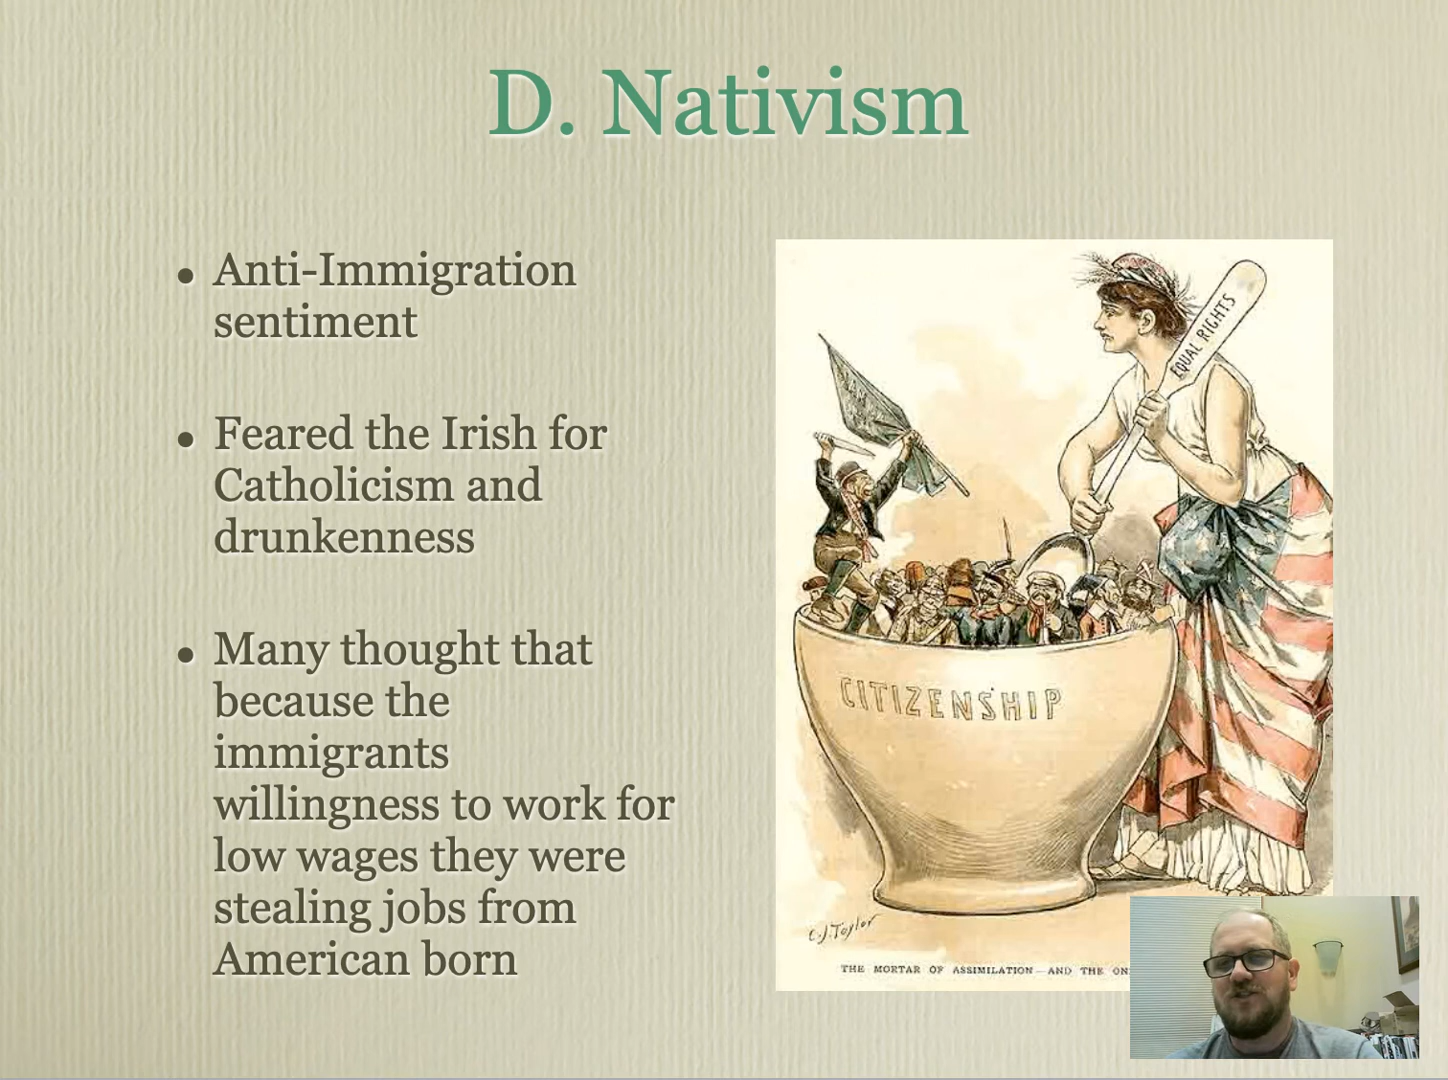 D. Nativism
• Anti-Immigration
sentiment
• Feared the Irish for
Catholicism and
drunkenness
• Many thought that
because the
immigrants
willingness to work for
low wages they were
stealing jobs from
American born
EQUAL RIGHTS
CITIZENSHIP
C.J. Taylor
THE MORTAR OF ASSIMILATION—AND THE